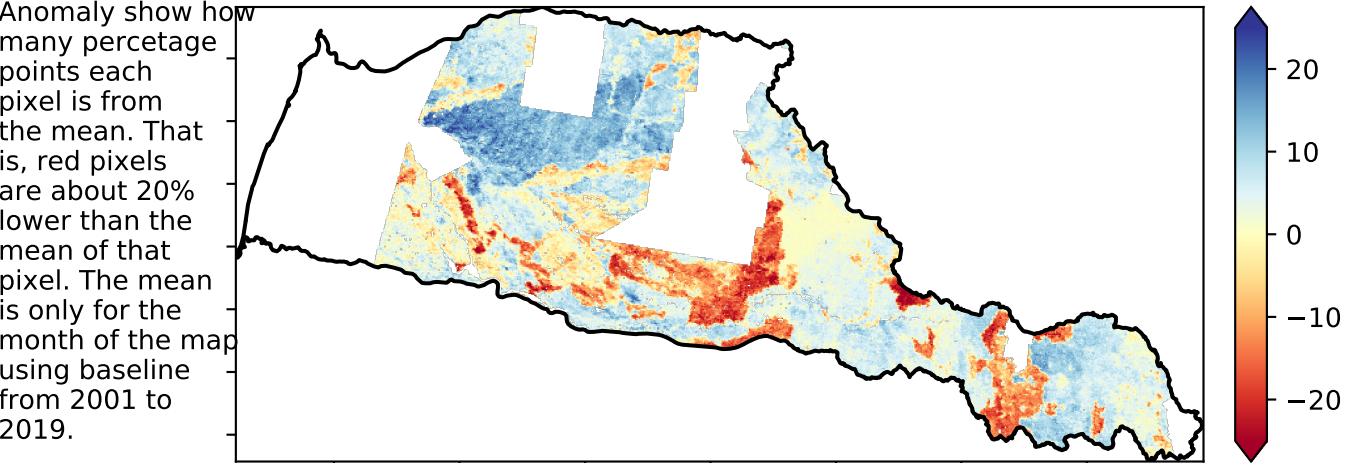 Anomaly show how
many percetage
points each
pixel is from
the mean. That
is, red pixels
are about 20%
lower than the
mean of that
pixel. The mean
is only for the
month of the map
using baseline
from 2001 to
2019.
20
10
0
−10
−20